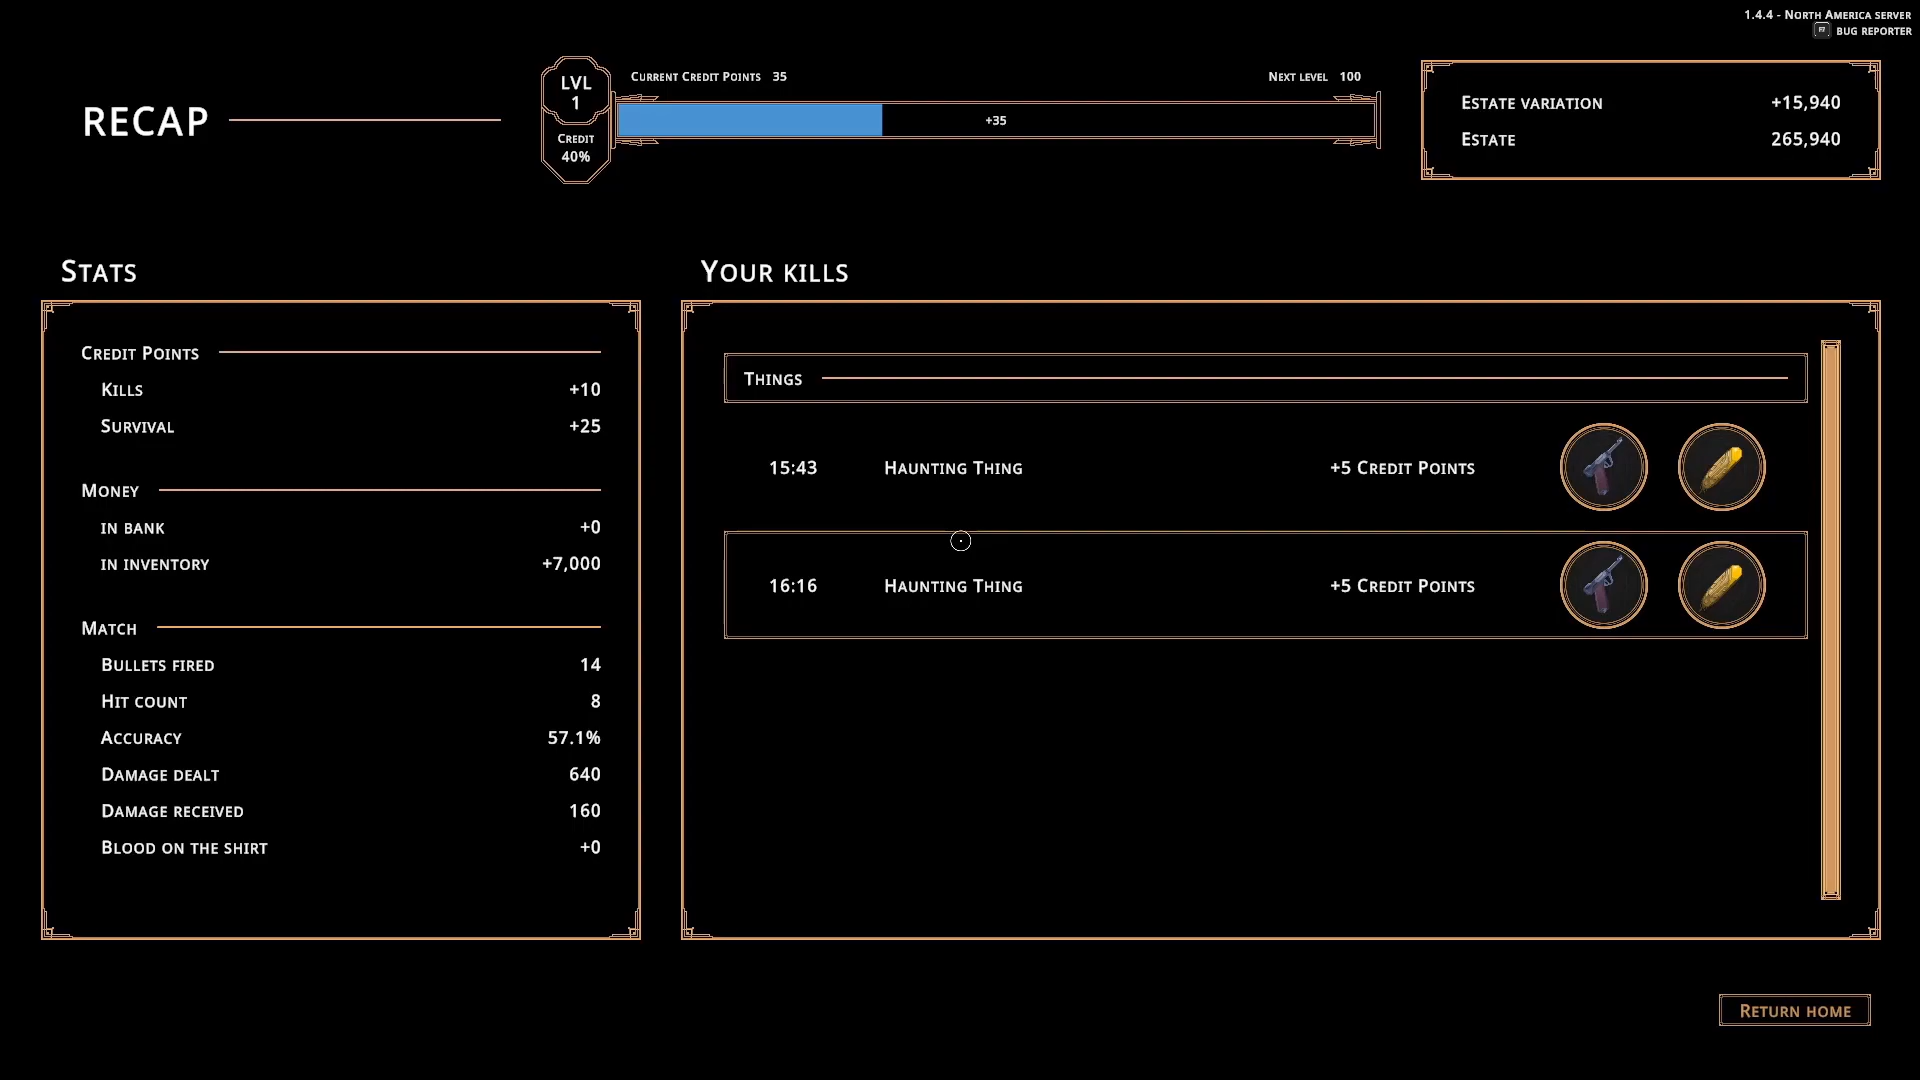 1.4.4 - North America server
F7 BUG REPORTER
RECAP
LVL
1
Credit
40%
Current Credit Points 35
Next level 100
+35
Estate variation +15,940
Estate 265,940
Stats
Credit Points
Kills +10
Survival +25
Money
in bank +0
in inventory +7,000
Match
Bullets fired 14
Hit count 8
Accuracy 57.1%
Damage dealt 640
Damage received 160
Blood on the shirt +0
Your kills
Things
15:43 Haunting Thing +5 Credit Points
16:16 Haunting Thing +5 Credit Points
Return home